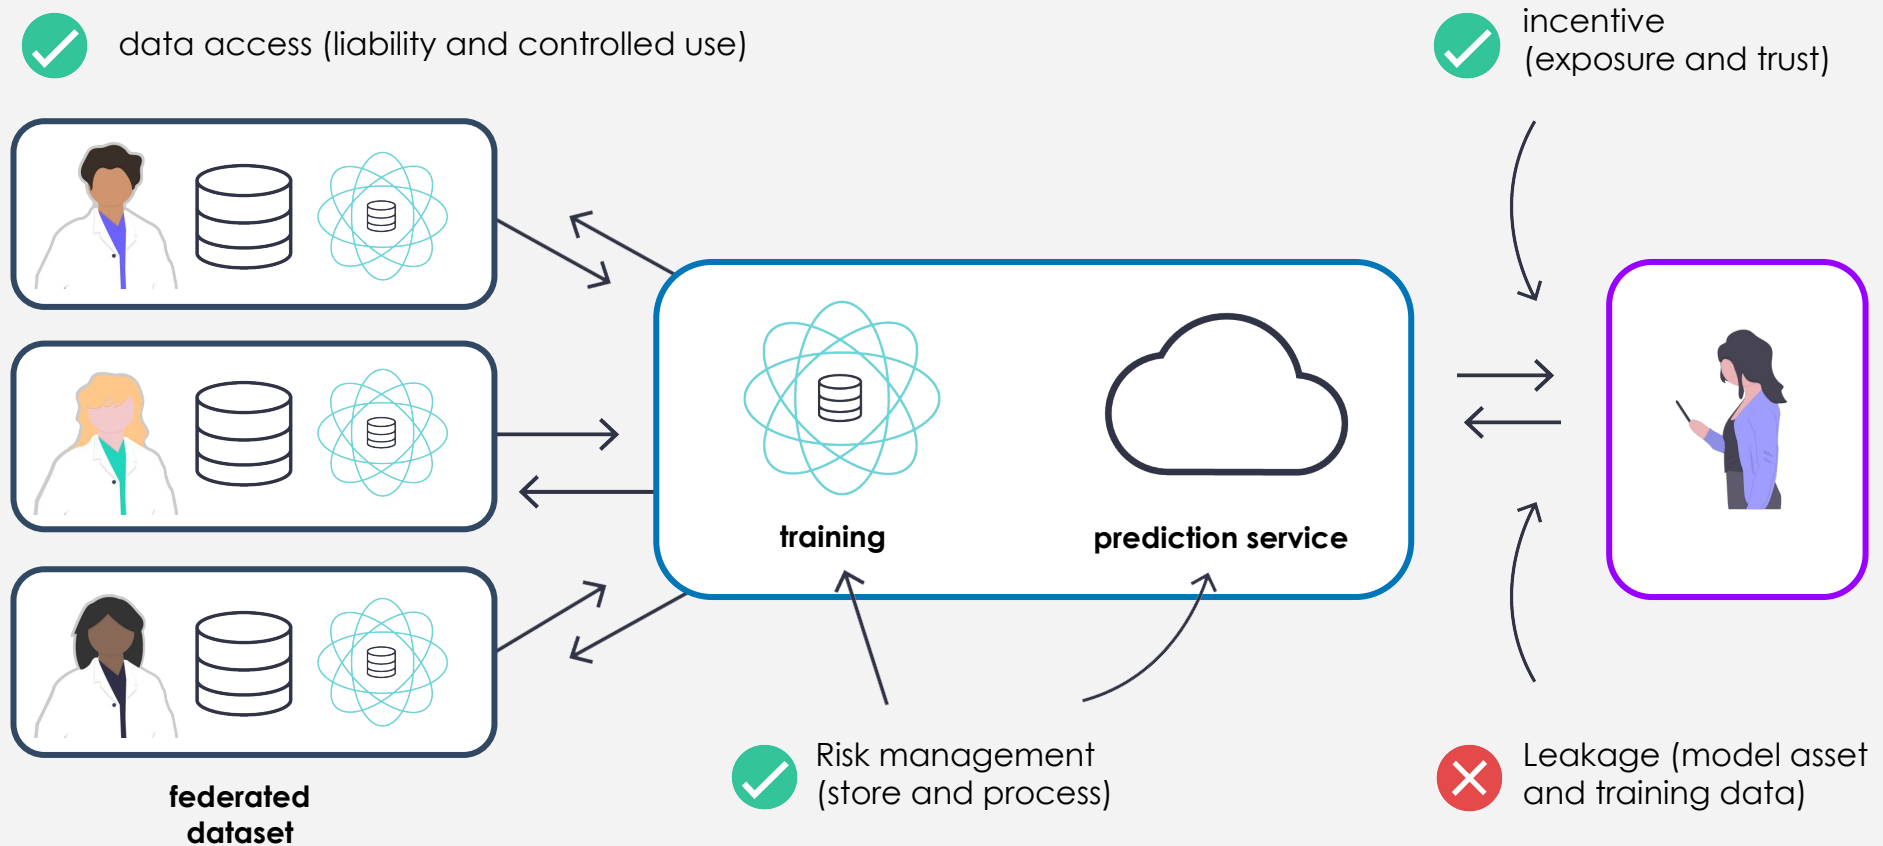 data access (liability and controlled use)
incentive
(exposure and trust)
training
prediction service
Risk management
(store and process)
Leakage (model asset
and training data)
federated
dataset